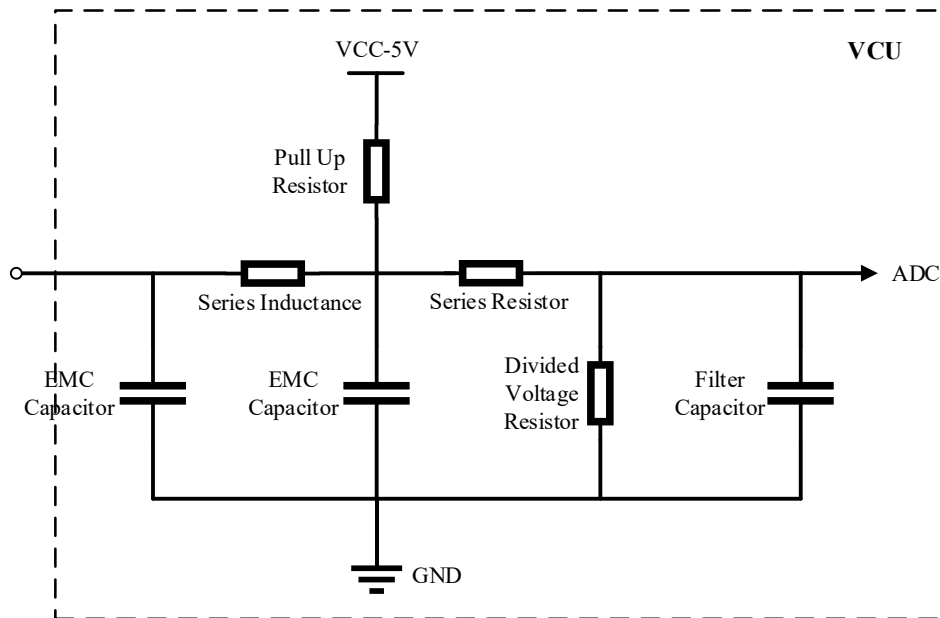 VCC-5V
VCU
Pull Up
Resistor
ADC
Series Inductance
Series Resistor
EMC
Capacitor
EMC
Capacitor
Divided
Voltage
Resistor
Filter
Capacitor
GND